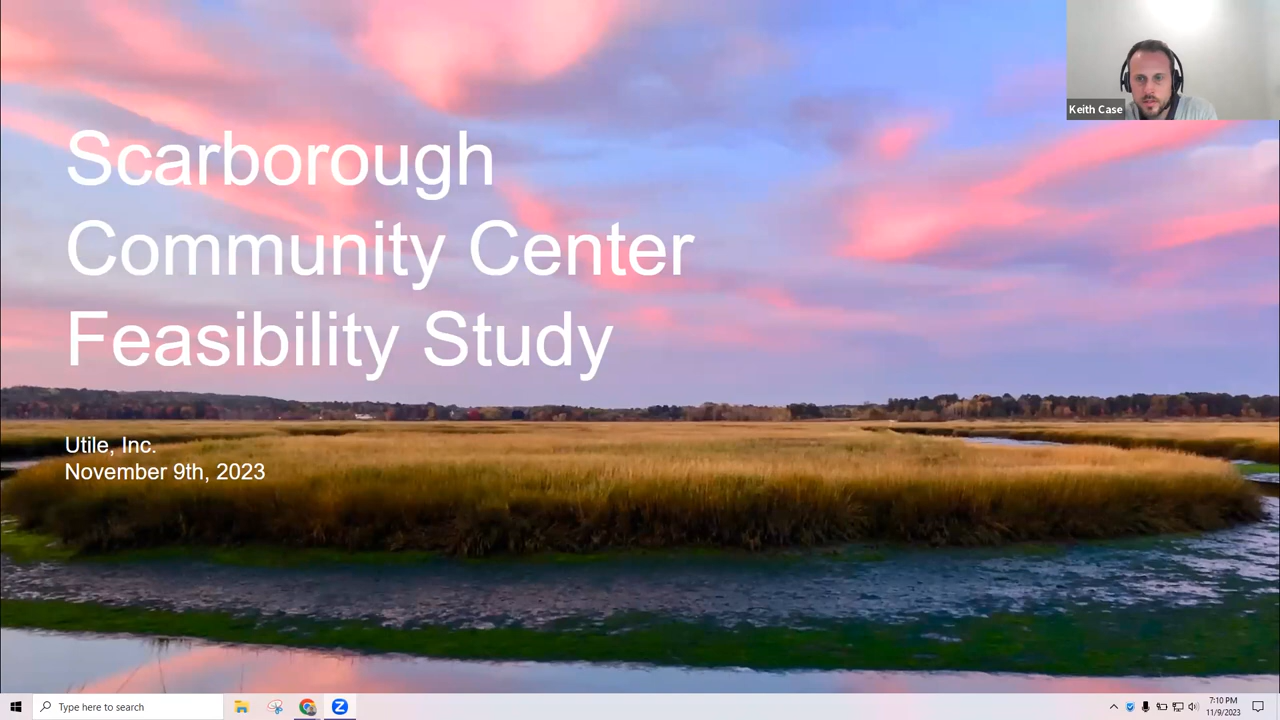 Keith Case
Scarborough
Community Center
Feasibility Study
Utile, Inc.
November 9th, 2023
Type here to search
7:10 PM
11/9/2023